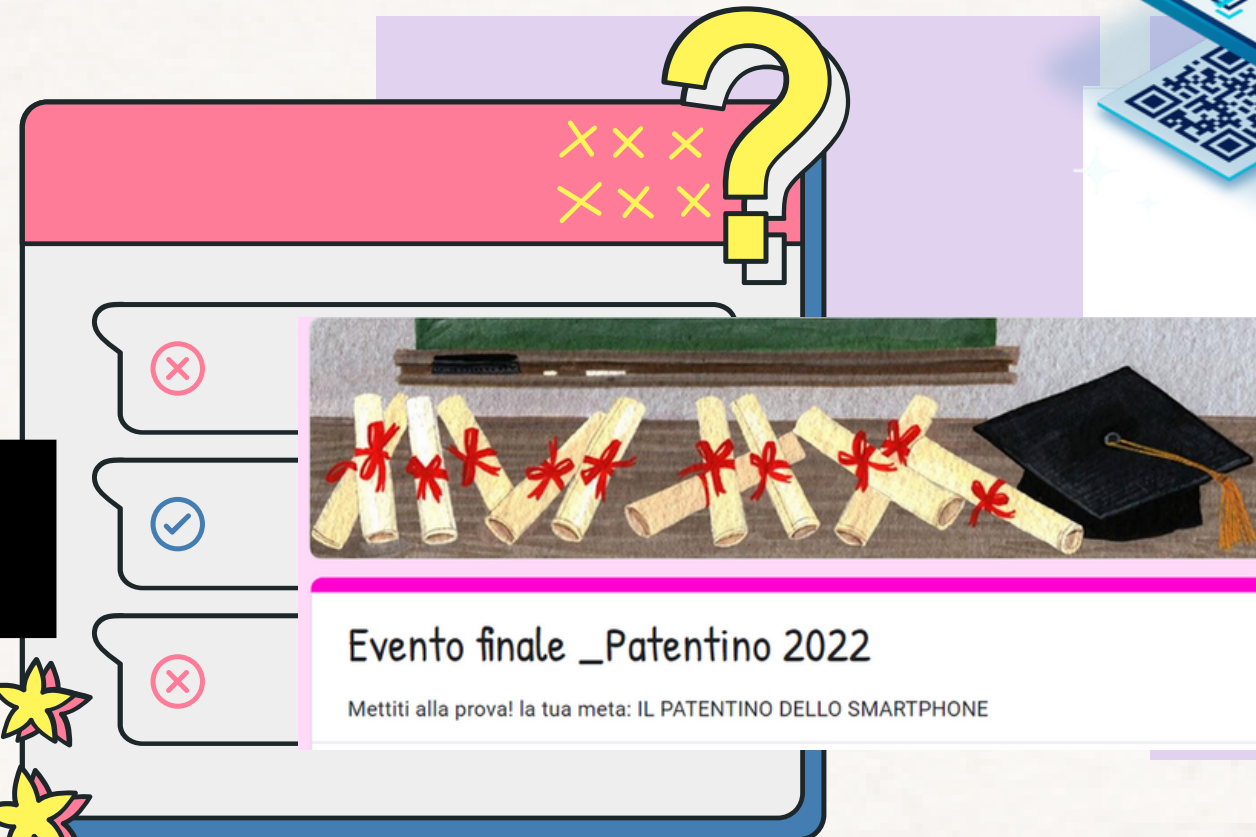 Evento finale _Patentino 2022
Mettiti alla prova! la tua meta: IL PATENTINO DELLO SMARTPHONE